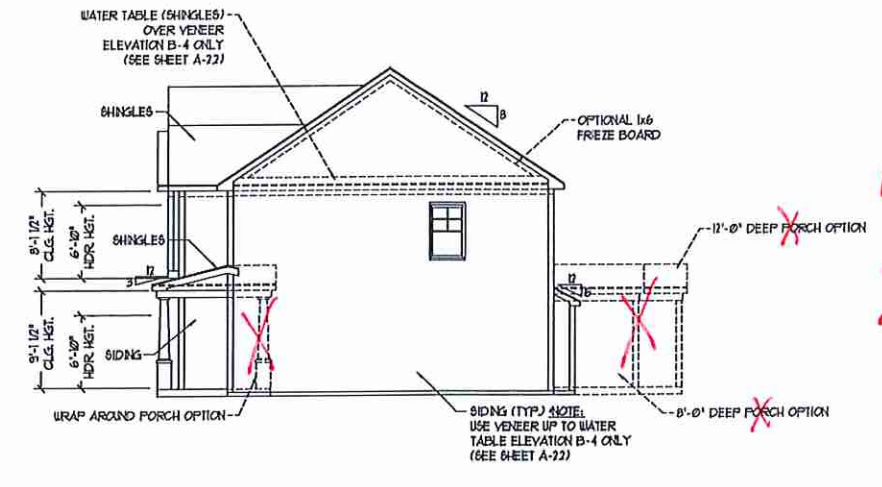 WATER TABLE (SHINGLES)
OVER VENEER
ELEVATION B-4 ONLY
(SEE SHEET A-22)
SHINGLES
12
8
OPTIONAL 1x6
FRIEZE BOARD
8'-1 1/2"
CLG. HGT.
6'-10"
HDR. HGT.
SHINGLES
12
3
12'-0" DEEP PORCH OPTION
12
6
9'-1 1/2"
CLG. HGT.
6'-10"
HDR. HGT.
SIDING
WRAP AROUND PORCH OPTION
SIDING (TYP.) NOTE:
USE VENEER UP TO WATER
TABLE ELEVATION B-4 ONLY
(SEE SHEET A-22)
8'-0" DEEP PORCH OPTION